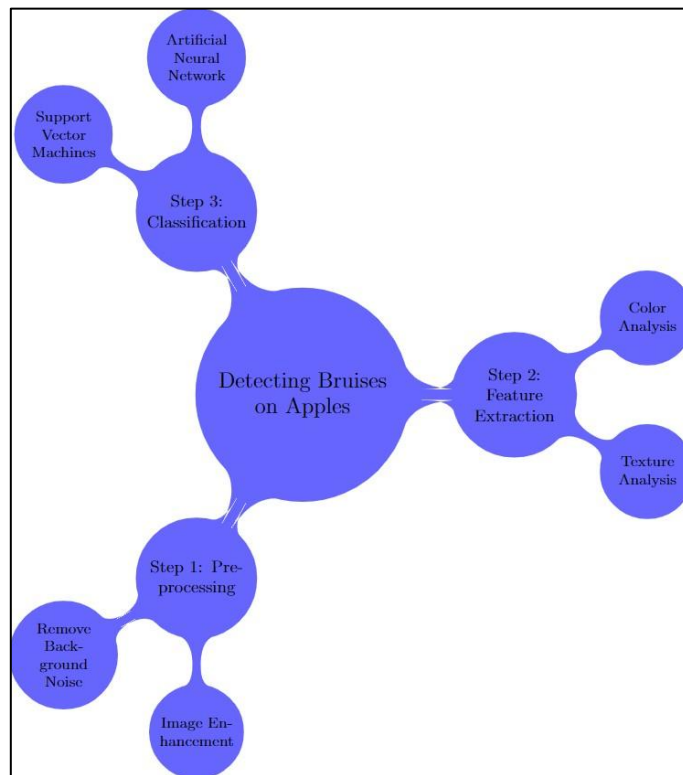 Artificial
Neural
Network
Support
Vector
Machines
Step 3:
Classification
Color
Analysis
Detecting Bruises
on Apples
Step 2:
Feature
Extraction
Texture
Analysis
Step 1: Pre-
processing
Remove
Back-
ground
Noise
Image En-
hancement